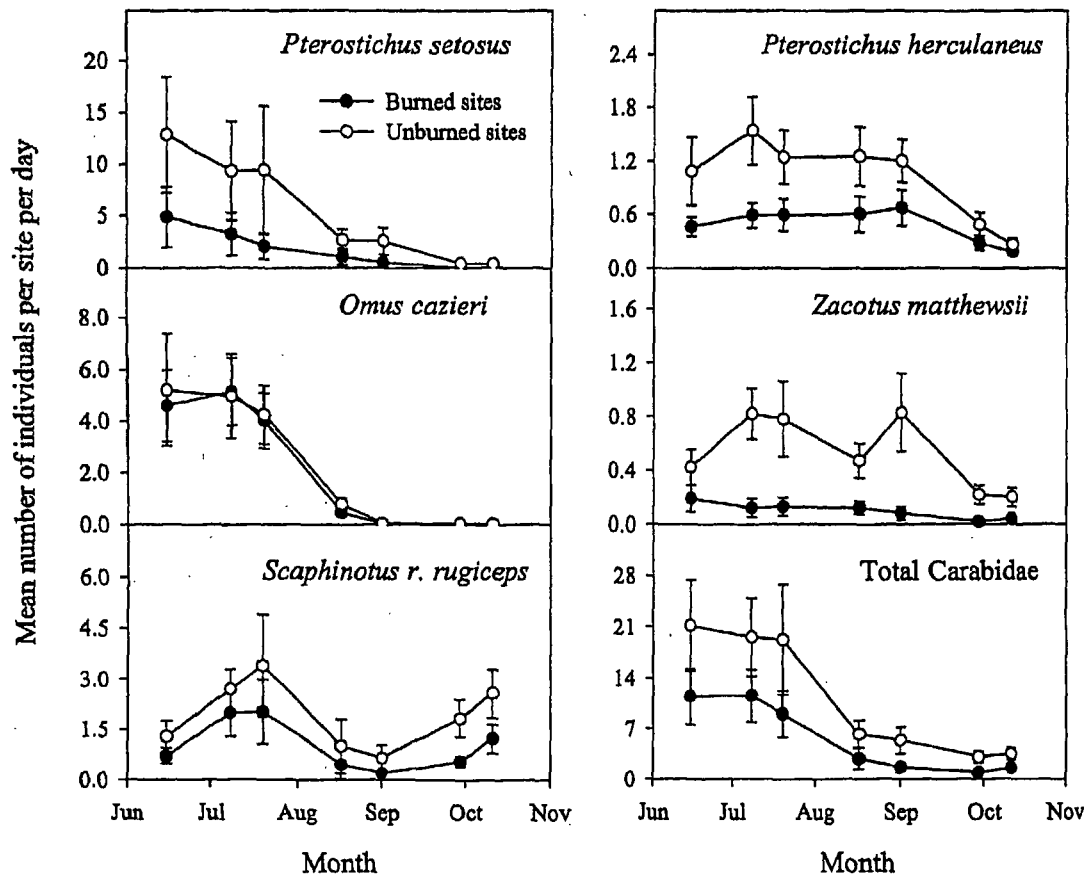 Mean number of individuals per site per day
Pterostichus setosus
Burned sites
Unburned sites
20
15
10
5
0
Pterostichus herculaneus
2.4
1.8
1.2
0.6
0.0
Omus cazieri
8.0
6.0
4.0
2.0
0.0
Zacotus matthewsii
1.6
1.2
0.8
0.4
0.0
Scaphinotus r. rugiceps
6.0
4.5
3.0
1.5
0.0
Jun Jul Aug Sep Oct Nov
Month
Total Carabidae
28
21
14
7
0
Jun Jul Aug Sep Oct Nov
Month